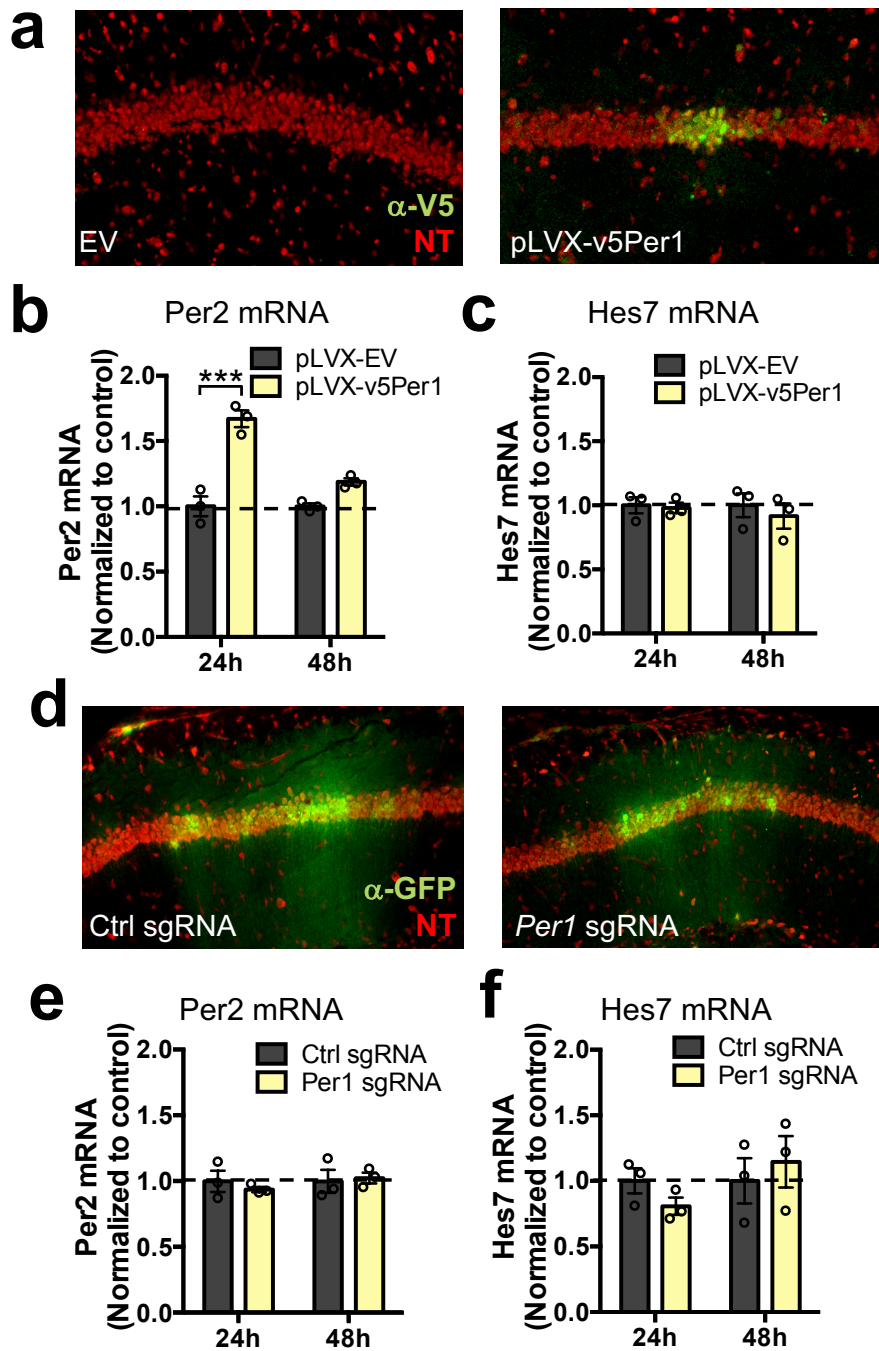 a
α-V5
EV
NT
pLVX-v5Per1
b
Per2 mRNA
pLVX-EV
pLVX-v5Per1
***
Per2 mRNA
(Normalized to control)
2.0
1.5
1.0
0.5
0.0
24h
48h
c
Hes7 mRNA
pLVX-EV
pLVX-v5Per1
Hes7 mRNA
(Normalized to control)
2.0
1.5
1.0
0.5
0.0
24h
48h
d
α-GFP
Ctrl sgRNA
NT
Per1 sgRNA
e
Per2 mRNA
Ctrl sgRNA
Per1 sgRNA
Per2 mRNA
(Normalized to control)
2.0
1.5
1.0
0.5
0.0
24h
48h
f
Hes7 mRNA
Ctrl sgRNA
Per1 sgRNA
Hes7 mRNA
(Normalized to control)
2.0
1.5
1.0
0.5
0.0
24h
48h